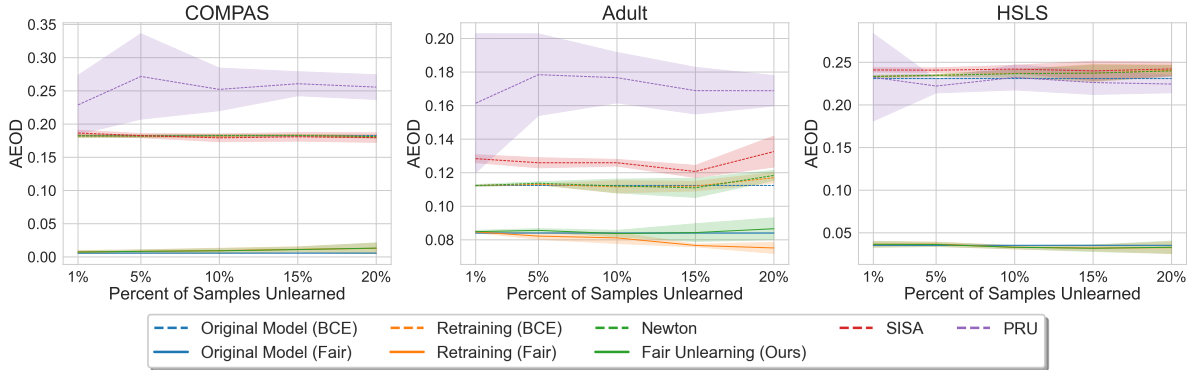 COMPAS
Adult
HSLS
0.35
0.30
0.25
0.20
0.15
0.10
0.05
0.00
AEOD
1% 5% 10% 15% 20%
Percent of Samples Unlearned
0.20
0.18
0.16
0.14
0.12
0.10
0.08
AEOD
1% 5% 10% 15% 20%
Percent of Samples Unlearned
0.25
0.20
0.15
0.10
0.05
AEOD
1% 5% 10% 15% 20%
Percent of Samples Unlearned
Original Model (BCE) Retraining (BCE) Newton SISA PRU
Original Model (Fair) Retraining (Fair) Fair Unlearning (Ours)